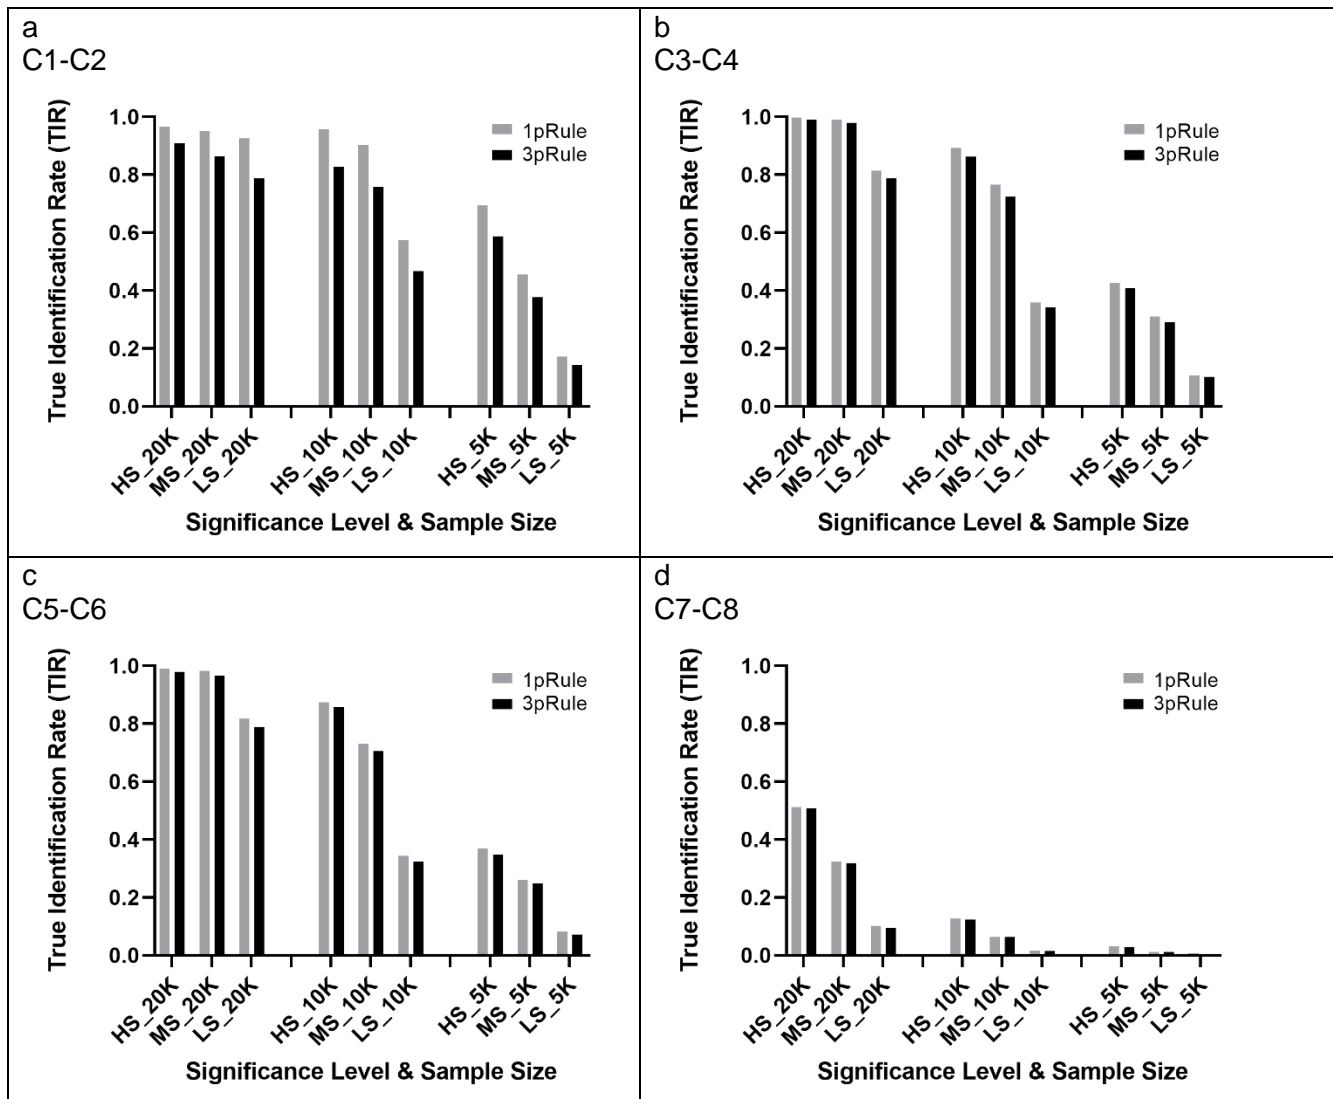 a
C1-C2
True Identification Rate (TIR)
1.0
0.8
0.6
0.4
0.2
0.0
1pRule
3pRule
HS_20K
MS_20K
LS_20K
HS_10K
MS_10K
LS_10K
HS_5K
MS_5K
LS_5K
Significance Level & Sample Size
b
C3-C4
True Identification Rate (TIR)
1.0
0.8
0.6
0.4
0.2
0.0
1pRule
3pRule
HS_20K
MS_20K
LS_20K
HS_10K
MS_10K
LS_10K
HS_5K
MS_5K
LS_5K
Significance Level & Sample Size
c
C5-C6
True Identification Rate (TIR)
1.0
0.8
0.6
0.4
0.2
0.0
1pRule
3pRule
HS_20K
MS_20K
LS_20K
HS_10K
MS_10K
LS_10K
HS_5K
MS_5K
LS_5K
Significance Level & Sample Size
d
C7-C8
True Identification Rate (TIR)
1.0
0.8
0.6
0.4
0.2
0.0
1pRule
3pRule
HS_20K
MS_20K
LS_20K
HS_10K
MS_10K
LS_10K
HS_5K
MS_5K
LS_5K
Significance Level & Sample Size